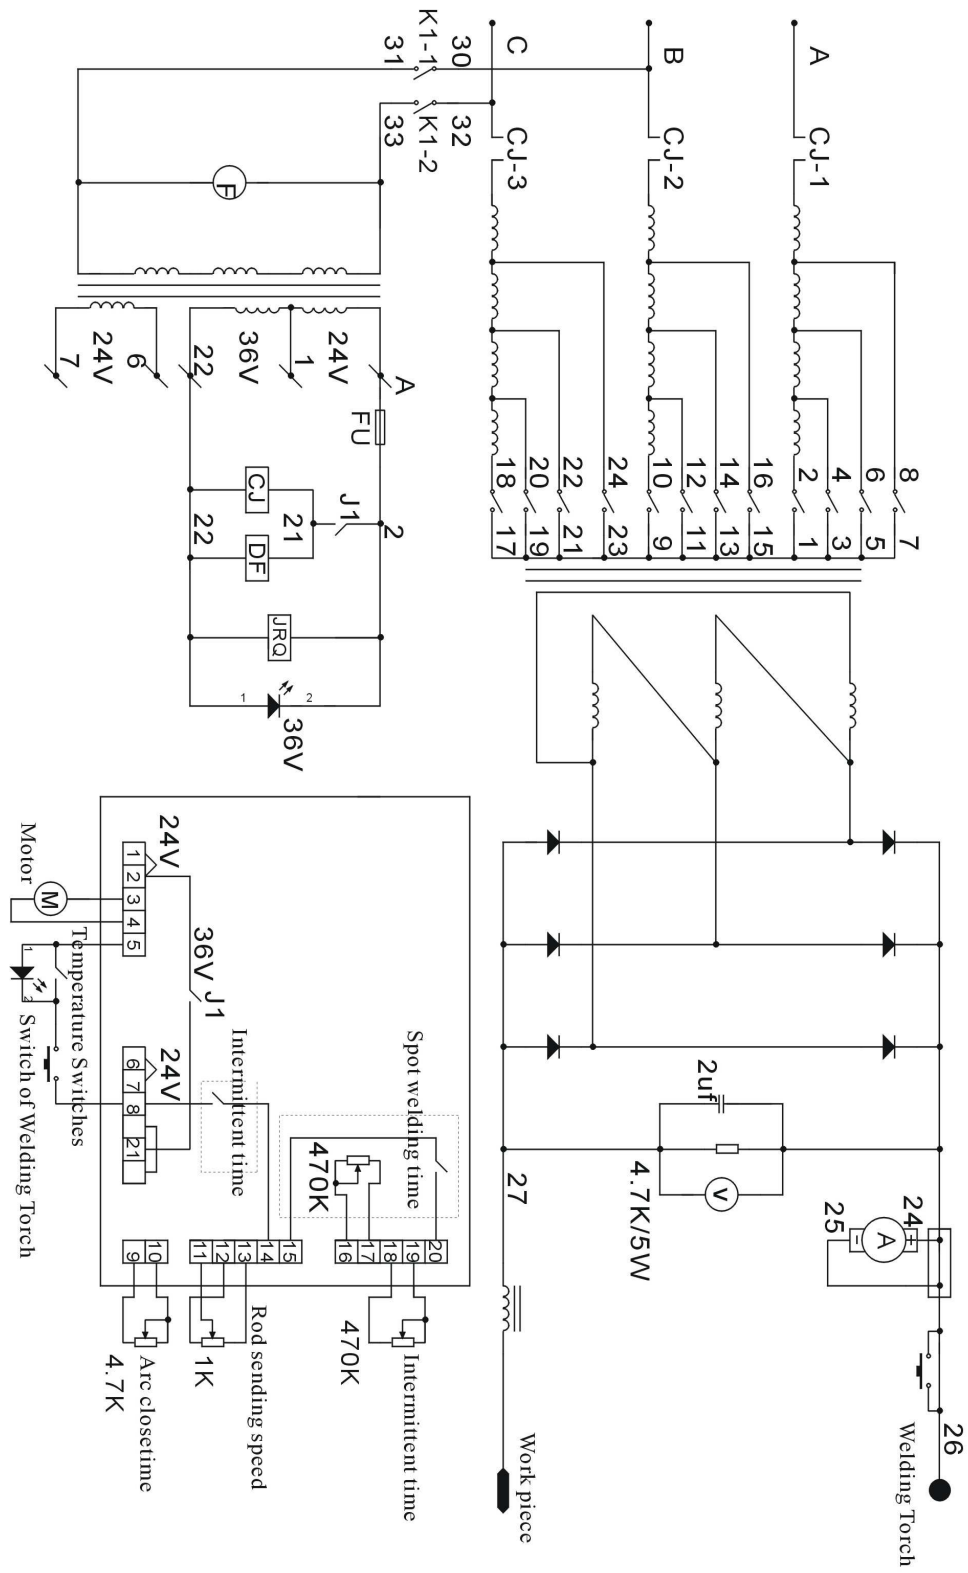 A
CJ-1
8
7
6
5
4
3
2
1
B
CJ-2
16
15
14
13
12
11
10
9
C
CJ-3
24
23
22
21
20
19
18
17
K1-1
30
31
K1-2
32
33
2uf
V
4.7K/5W
24
25
+
A
-
26
Welding Torch
27
Work piece
F
A
24V
1
36V
22
6
24V
7
FU
2
J1
21
CJ
DF
22
JRQ
1
2
36V
Spot welding time
470K
20
19
18
17
16
15
14
13
12
11
10
9
Intermittent time
470K
Rod sending speed
1K
Arc closetime
4.7K
Intermittent time
36V
J1
24V
1
2
3
4
5
24V
6
7
8
21
Motor
M
Temperature Switches
1
2
Switch of Welding Torch